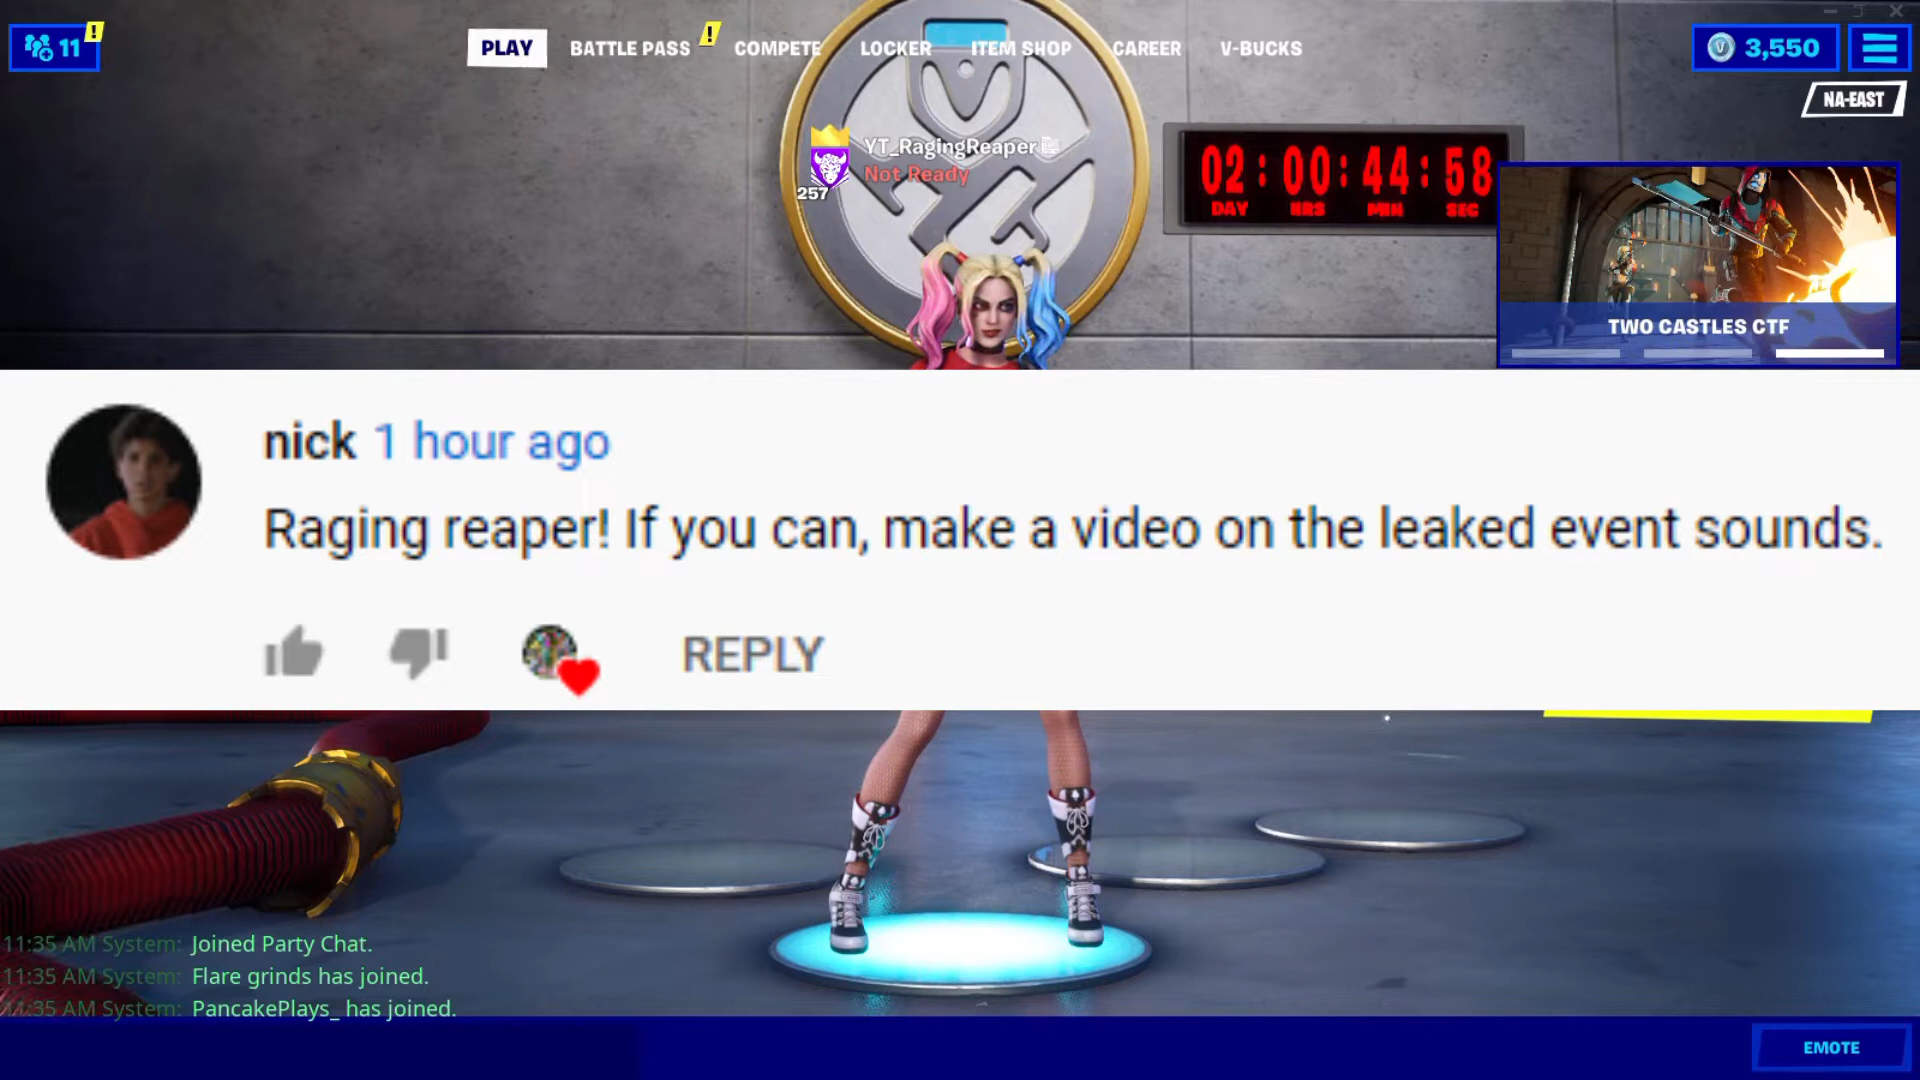 11
!
PLAY
BATTLE PASS
!
COMPETE
LOCKER
ITEM SHOP
CAREER
V-BUCKS
3,550
NA-EAST
YT_RagingReaper
Not Ready
257
02:00:44:58
DAY HRS MIN SEC
TWO CASTLES CTF
nick 1 hour ago
Raging reaper! If you can, make a video on the leaked event sounds.
REPLY
11:35 AM System: Joined Party Chat.
11:35 AM System: Flare grinds has joined.
11:35 AM System: PancakePlays_ has joined.
EMOTE